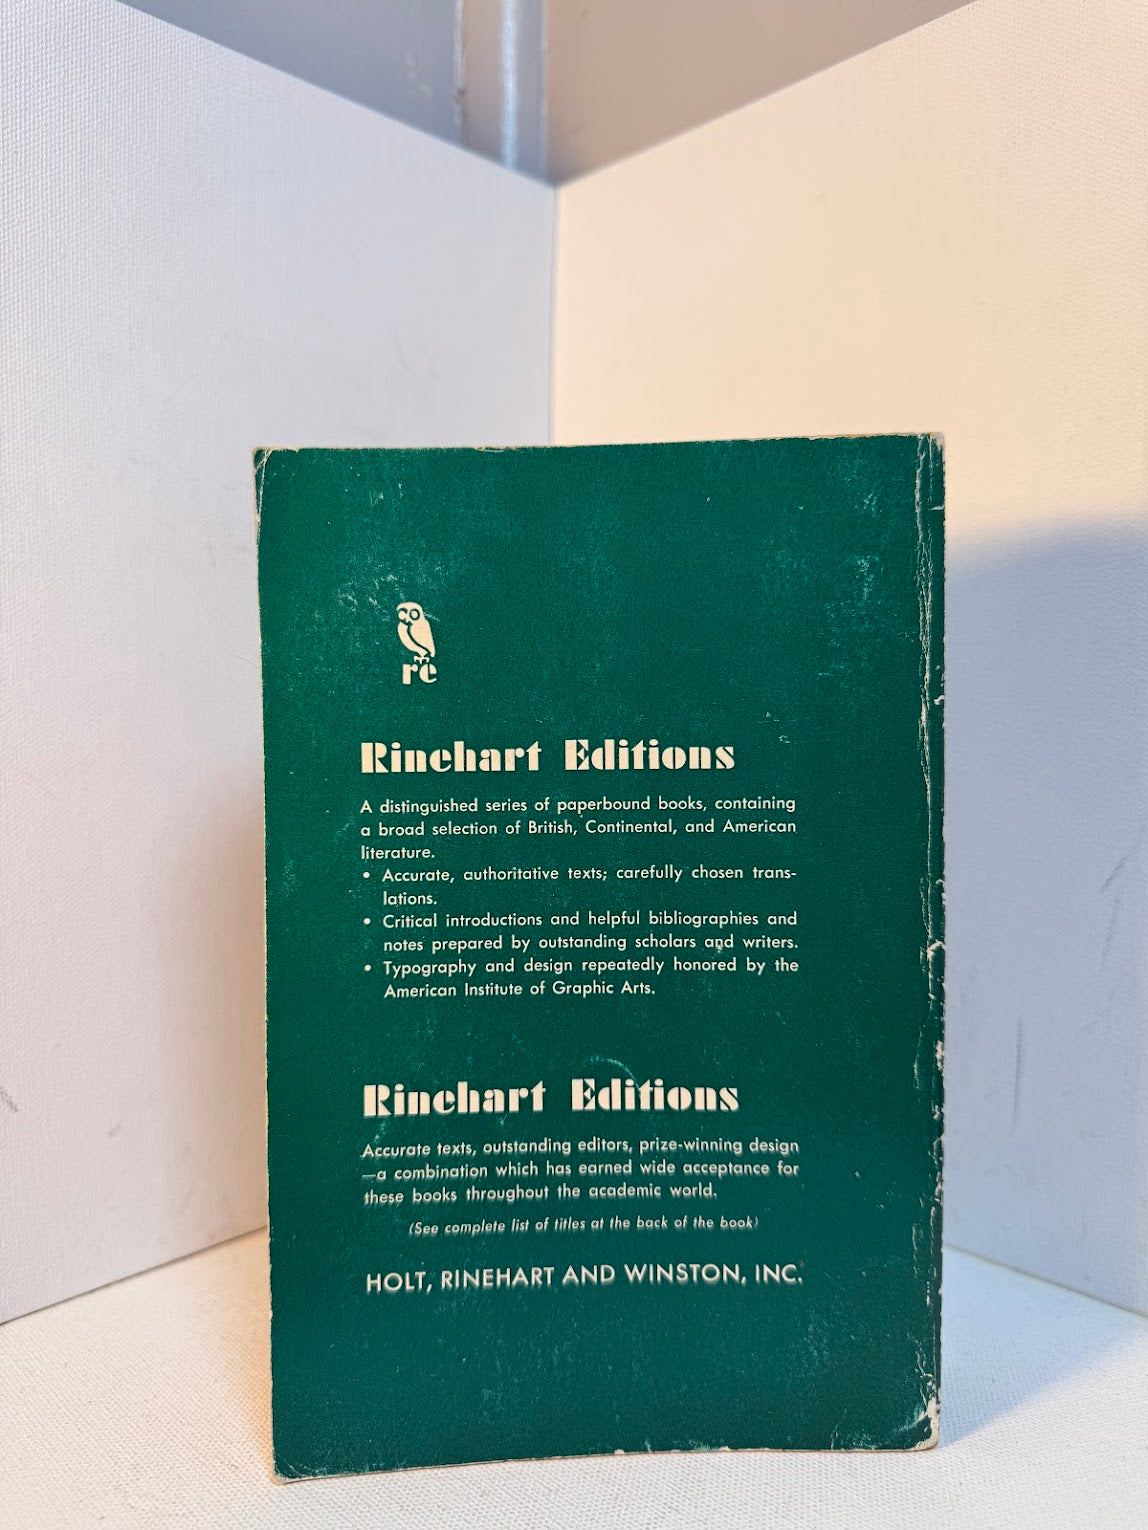 re
Rinehart Editions
A distinguished series of paperbound books, containing
a broad selection of British, Continental, and American
literature.
• Accurate, authoritative texts; carefully chosen trans-
lations.
• Critical introductions and helpful bibliographies and
notes prepared by outstanding scholars and writers.
• Typography and design repeatedly honored by the
American Institute of Graphic Arts.
Rinehart Editions
Accurate texts, outstanding editors, prize-winning design
—a combination which has earned wide acceptance for
these books throughout the academic world.
(See complete list of titles at the back of the book)
HOLT, RINEHART AND WINSTON, INC.